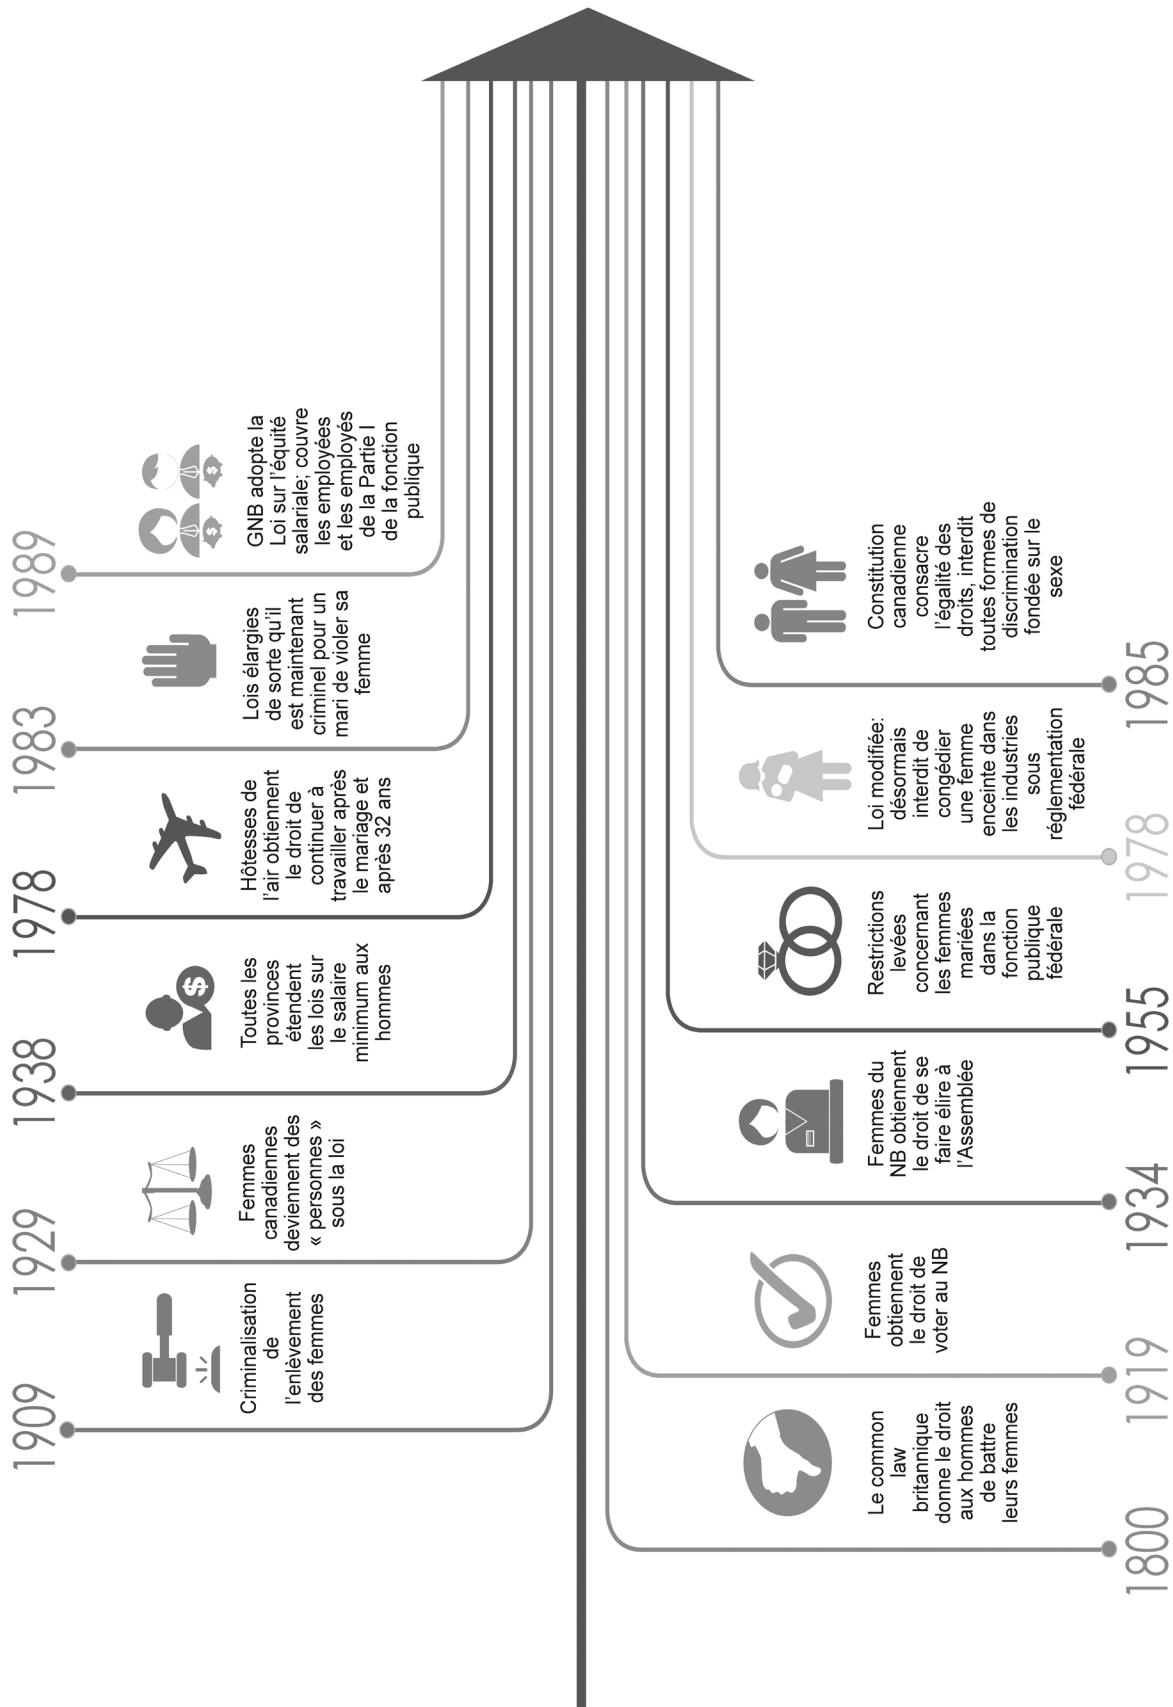 1909
Criminalisation
de
l'enlèvement
des femmes
1929
Femmes
canadiennes
deviennent des
« personnes »
sous la loi
1938
Toutes les
provinces
étendent
les lois sur
le salaire
minimum aux
hommes
$
1978
Hôtesses de
l'air obtiennent
le droit de
continuer à
travailler après
le mariage et
après 32 ans
1983
Lois élargies
de sorte qu'il
est maintenant
criminel pour un
mari de violer sa
femme
1989
$
$
GNB adopte la
Loi sur l'équité
salariale; couvre
les employées
et les employés
de la Partie I
de la fonction
publique
1800
Le common
law
britannique
donne le droit
aux hommes
de battre
leurs femmes
1919
Femmes
obtiennent
le droit de
voter au NB
1934
Femmes du
NB obtiennent
le droit de se
faire élire à
l'Assemblée
1955
Restrictions
levées
concernant
les femmes
mariées
dans la
fonction
publique
fédérale
1978
Loi modifiée:
désormais
interdit de
congédier
une femme
enceinte dans
les industries
sous
réglementation
fédérale
1985
Constitution
canadienne
consacre
l'égalité des
droits, interdit
toutes formes de
discrimination
fondée sur le
sexe